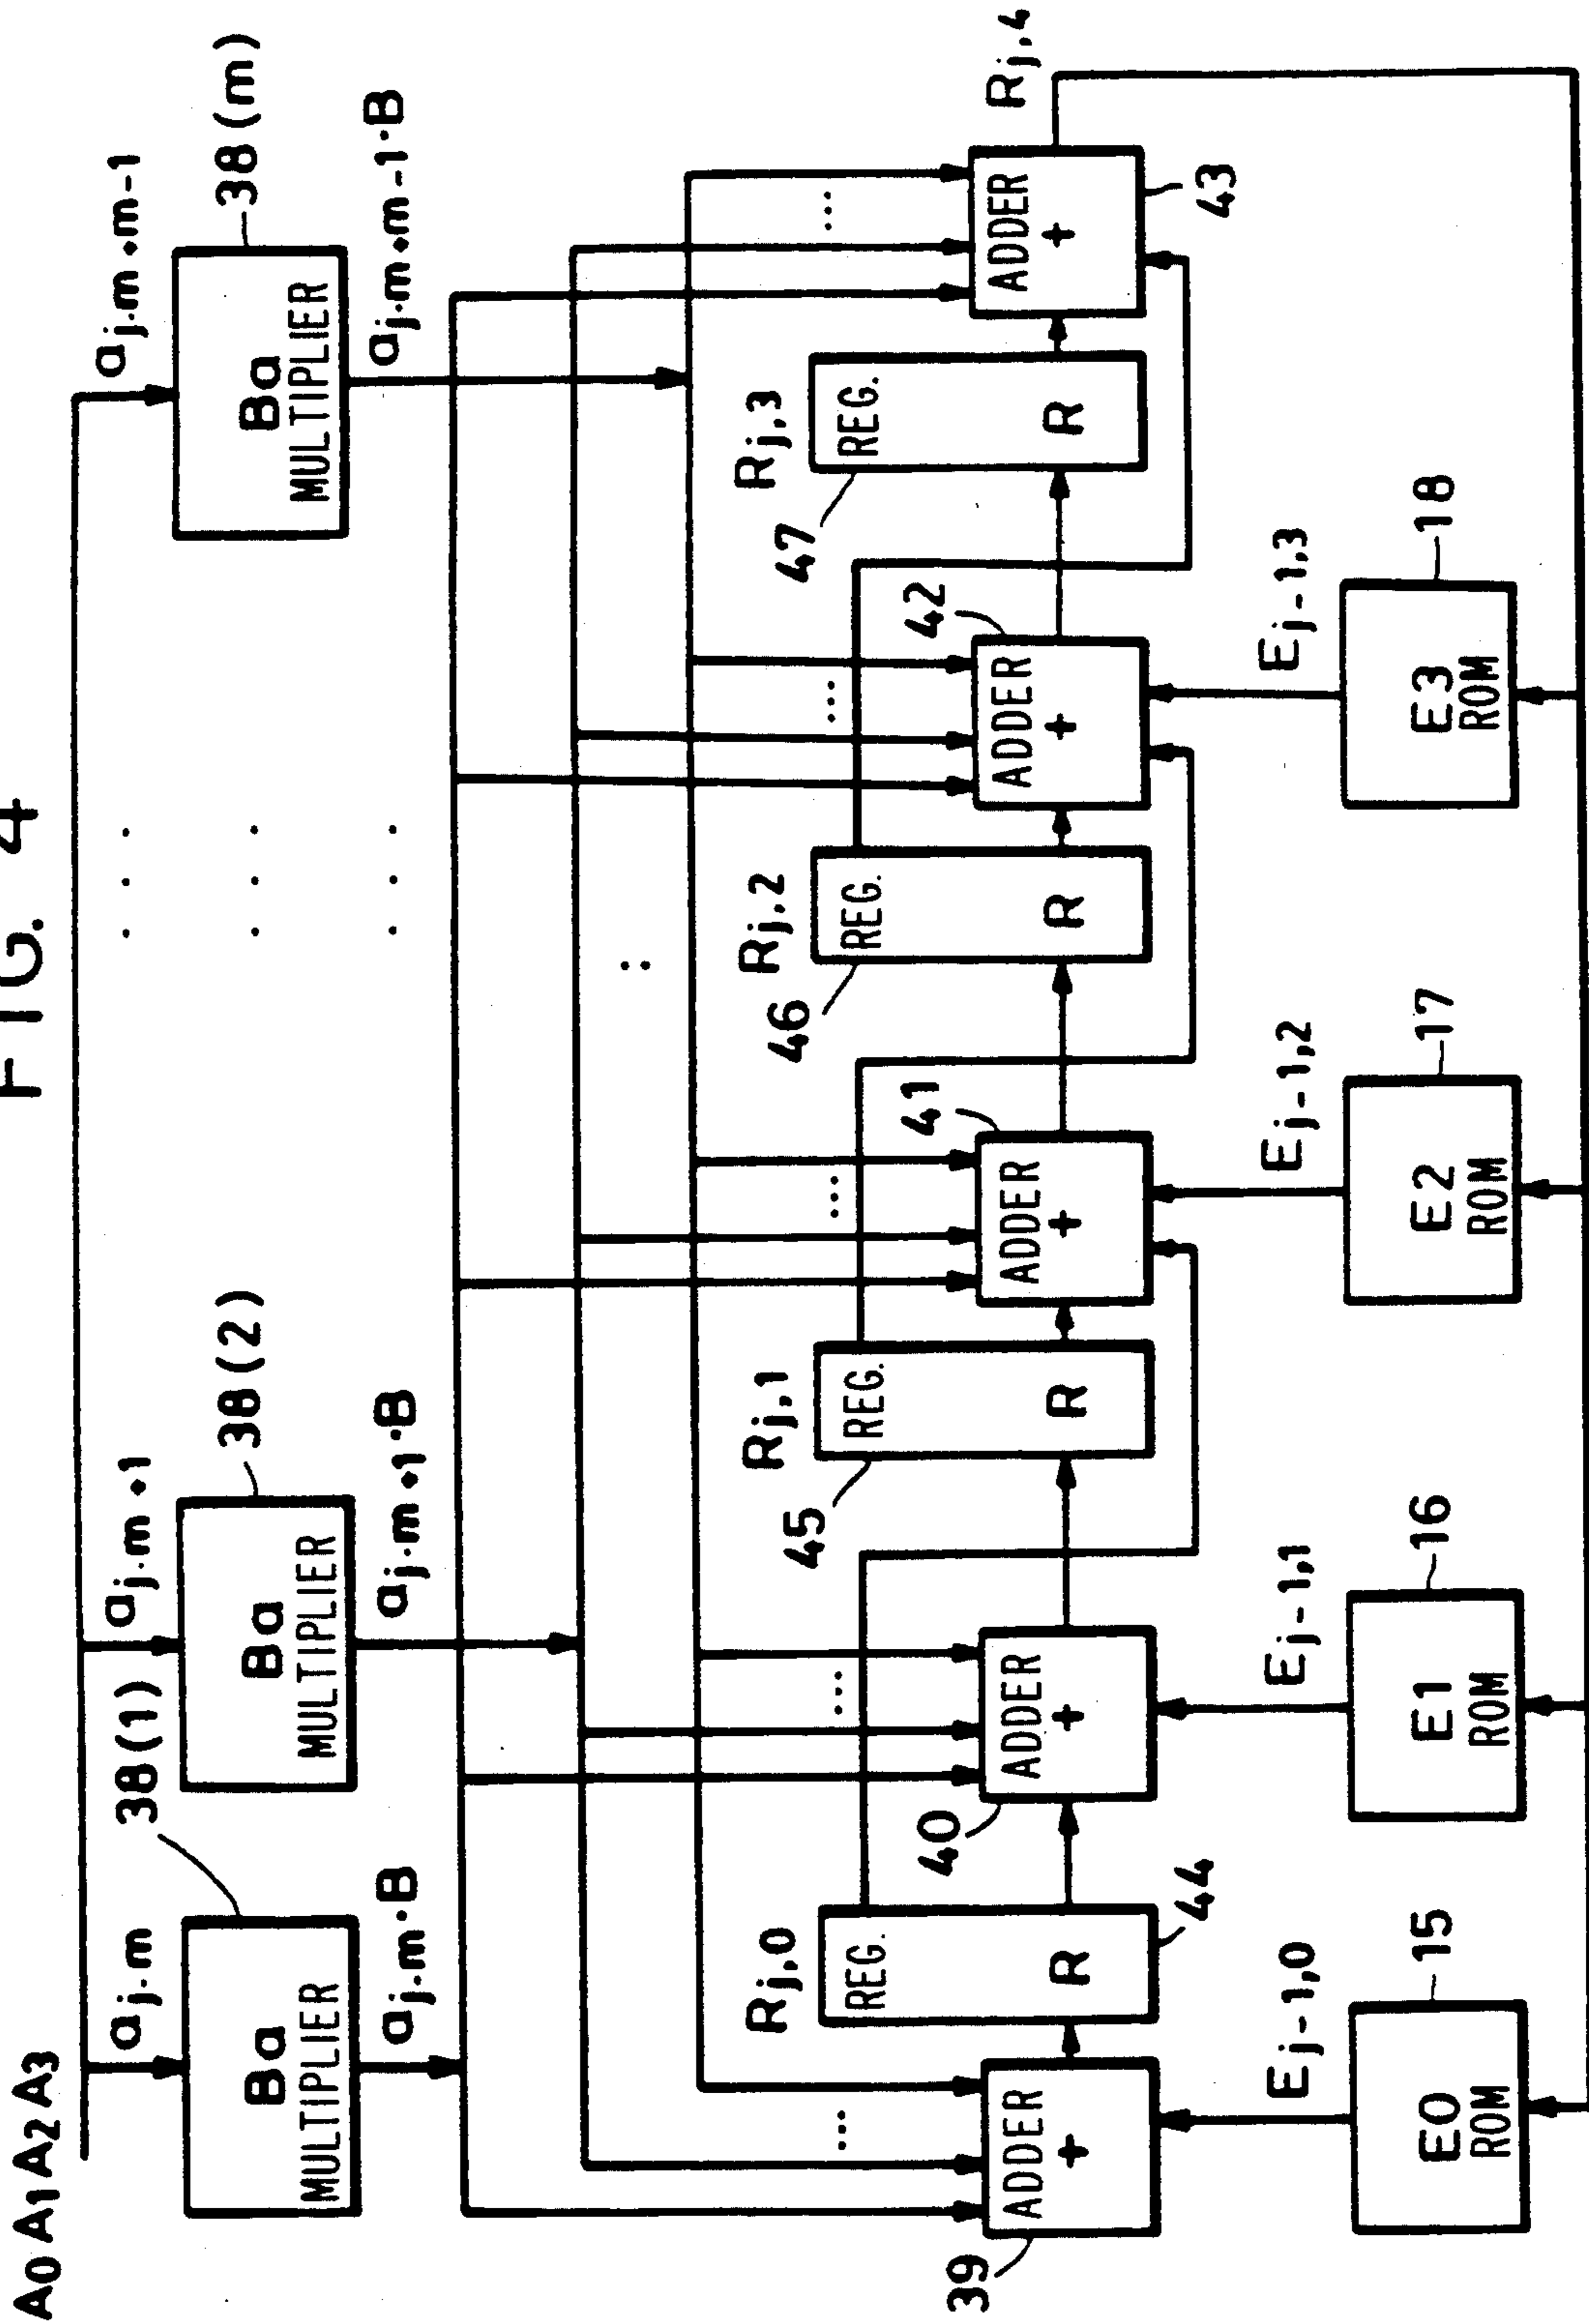 FIG. 4
A0 A1 A2 A3
aj·m
aj·m+1
aj·m+m-1
38(1)
38(2)
38(m)
Ba
MULTIPLIER
Ba
MULTIPLIER
Ba
MULTIPLIER
...
...
...
aj·m·B
aj·m+1·B
aj·m+m-1·B
:
Rj,0
Rj,1
Rj,2
Rj,3
Rj,4
REG.
R
REG.
R
REG.
R
REG.
R
44
45
46
47
...
...
...
...
...
39
40
41
42
43
ADDER
+
ADDER
+
ADDER
+
ADDER
+
ADDER
+
Ej-1,0
Ej-1,1
Ej-1,2
Ej-1,3
15
16
17
18
E0
ROM
E1
ROM
E2
ROM
E3
ROM